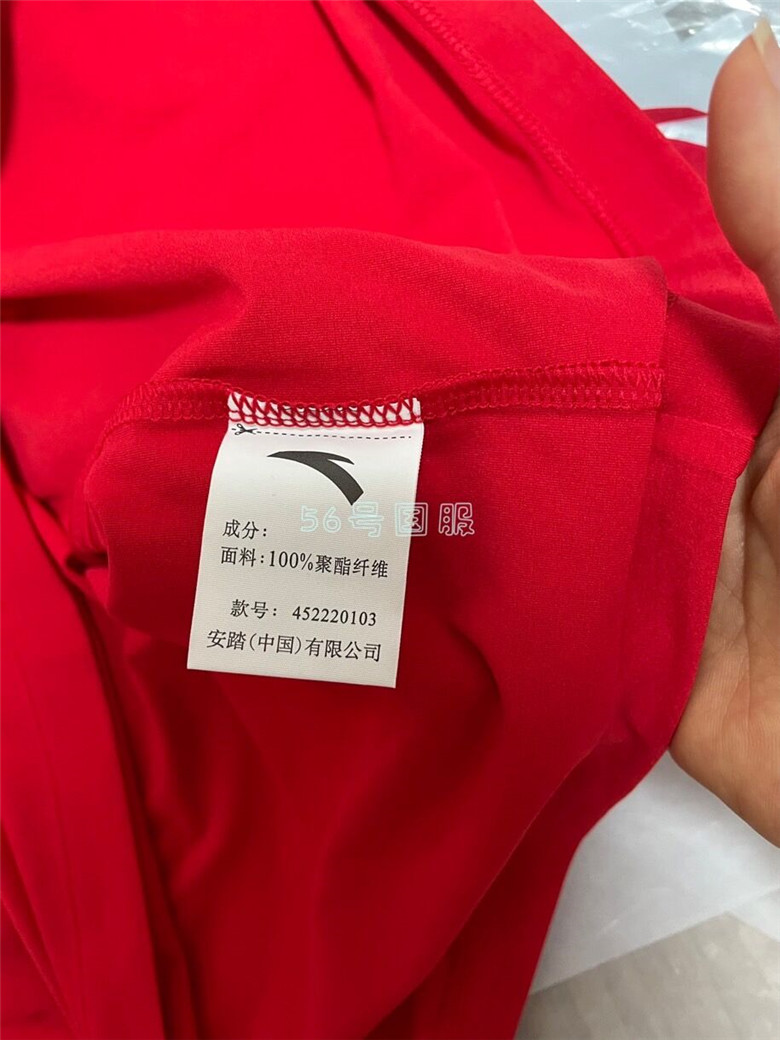 56号国服
成分：
面料：100%聚酯纤维
款号： 452220103
安踏(中国)有限公司